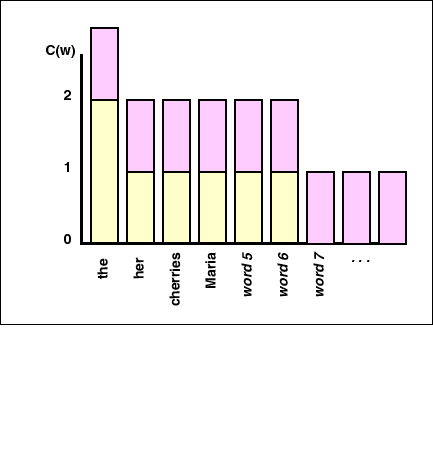 C(w)
2
1
0
the
her
cherries
Maria
word 5
word 6
word 7
. . .